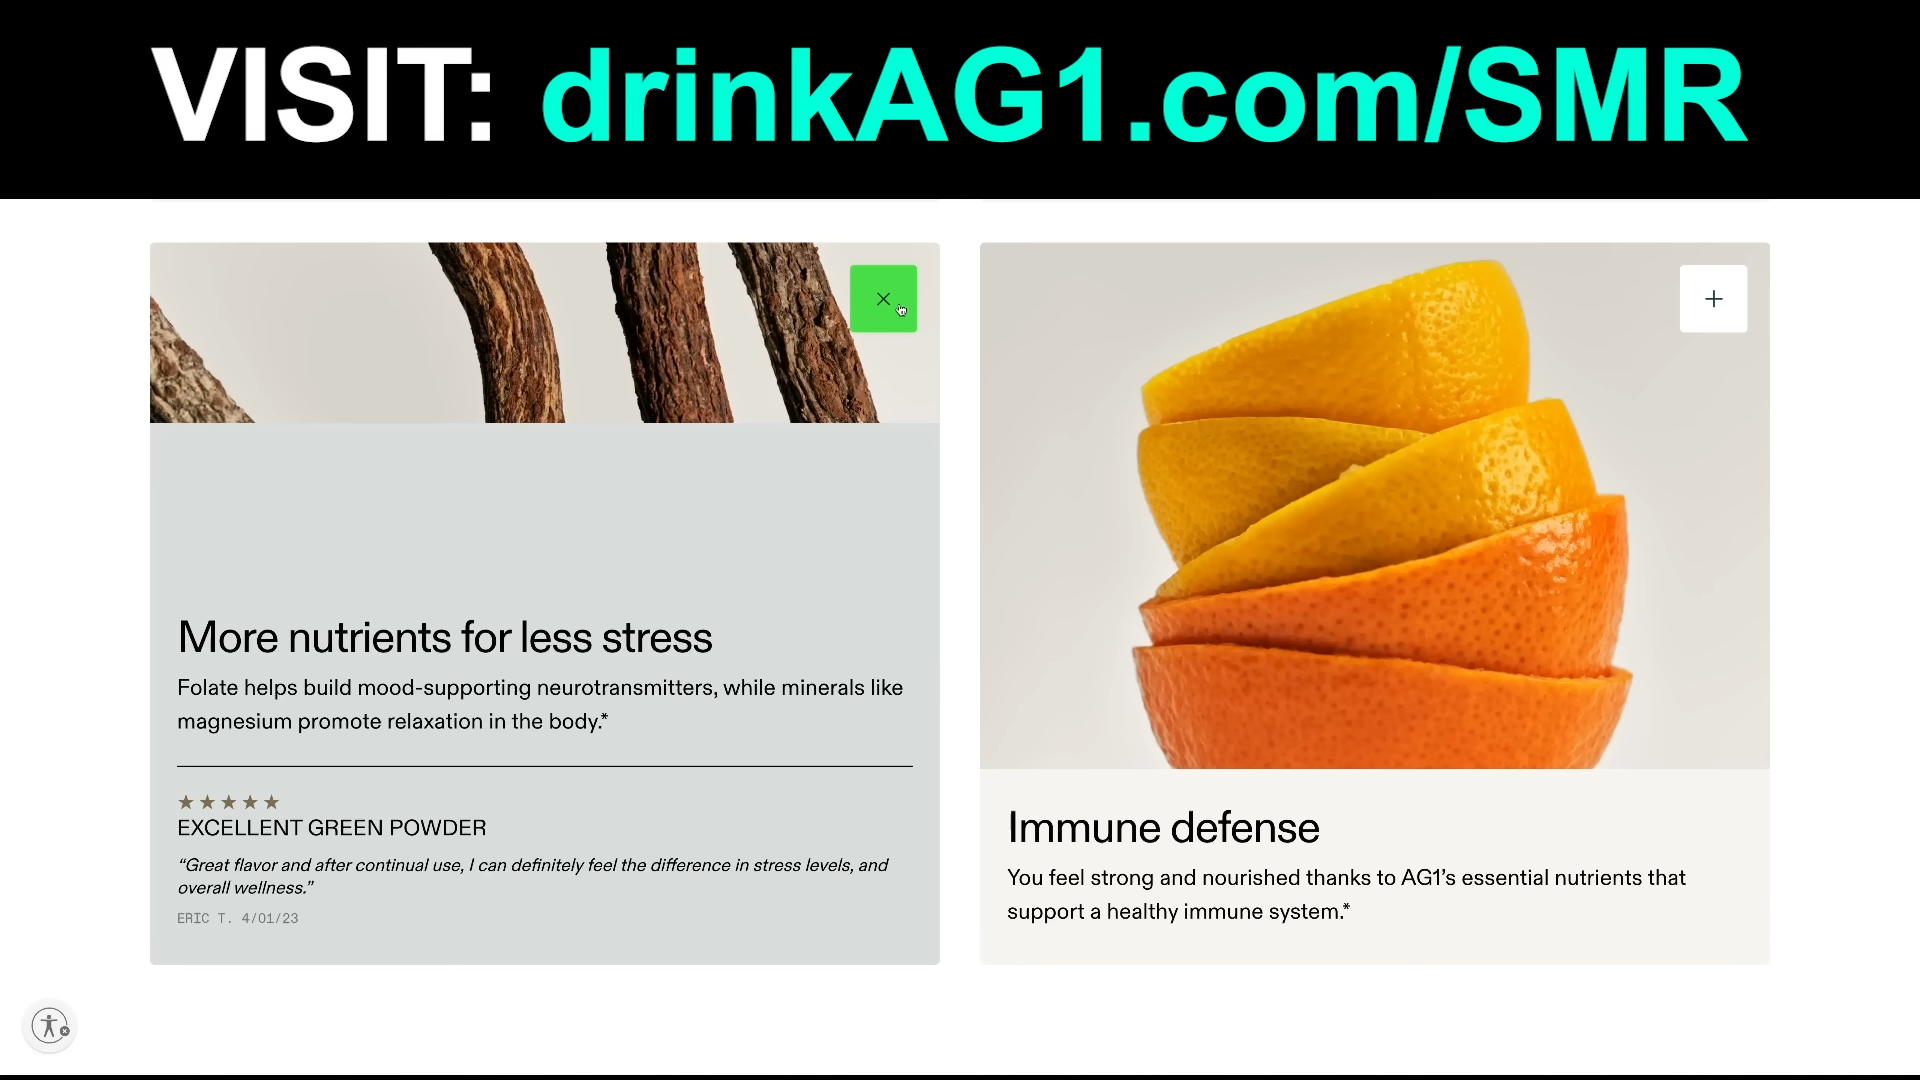 VISIT: drinkAG1.com/SMR
More nutrients for less stress
Folate helps build mood-supporting neurotransmitters, while minerals like
magnesium promote relaxation in the body.*
★★★★★
EXCELLENT GREEN POWDER
“Great flavor and after continual use, I can definitely feel the difference in stress levels, and
overall wellness.”
ERIC T. 4/01/23
Immune defense
You feel strong and nourished thanks to AG1’s essential nutrients that
support a healthy immune system.*